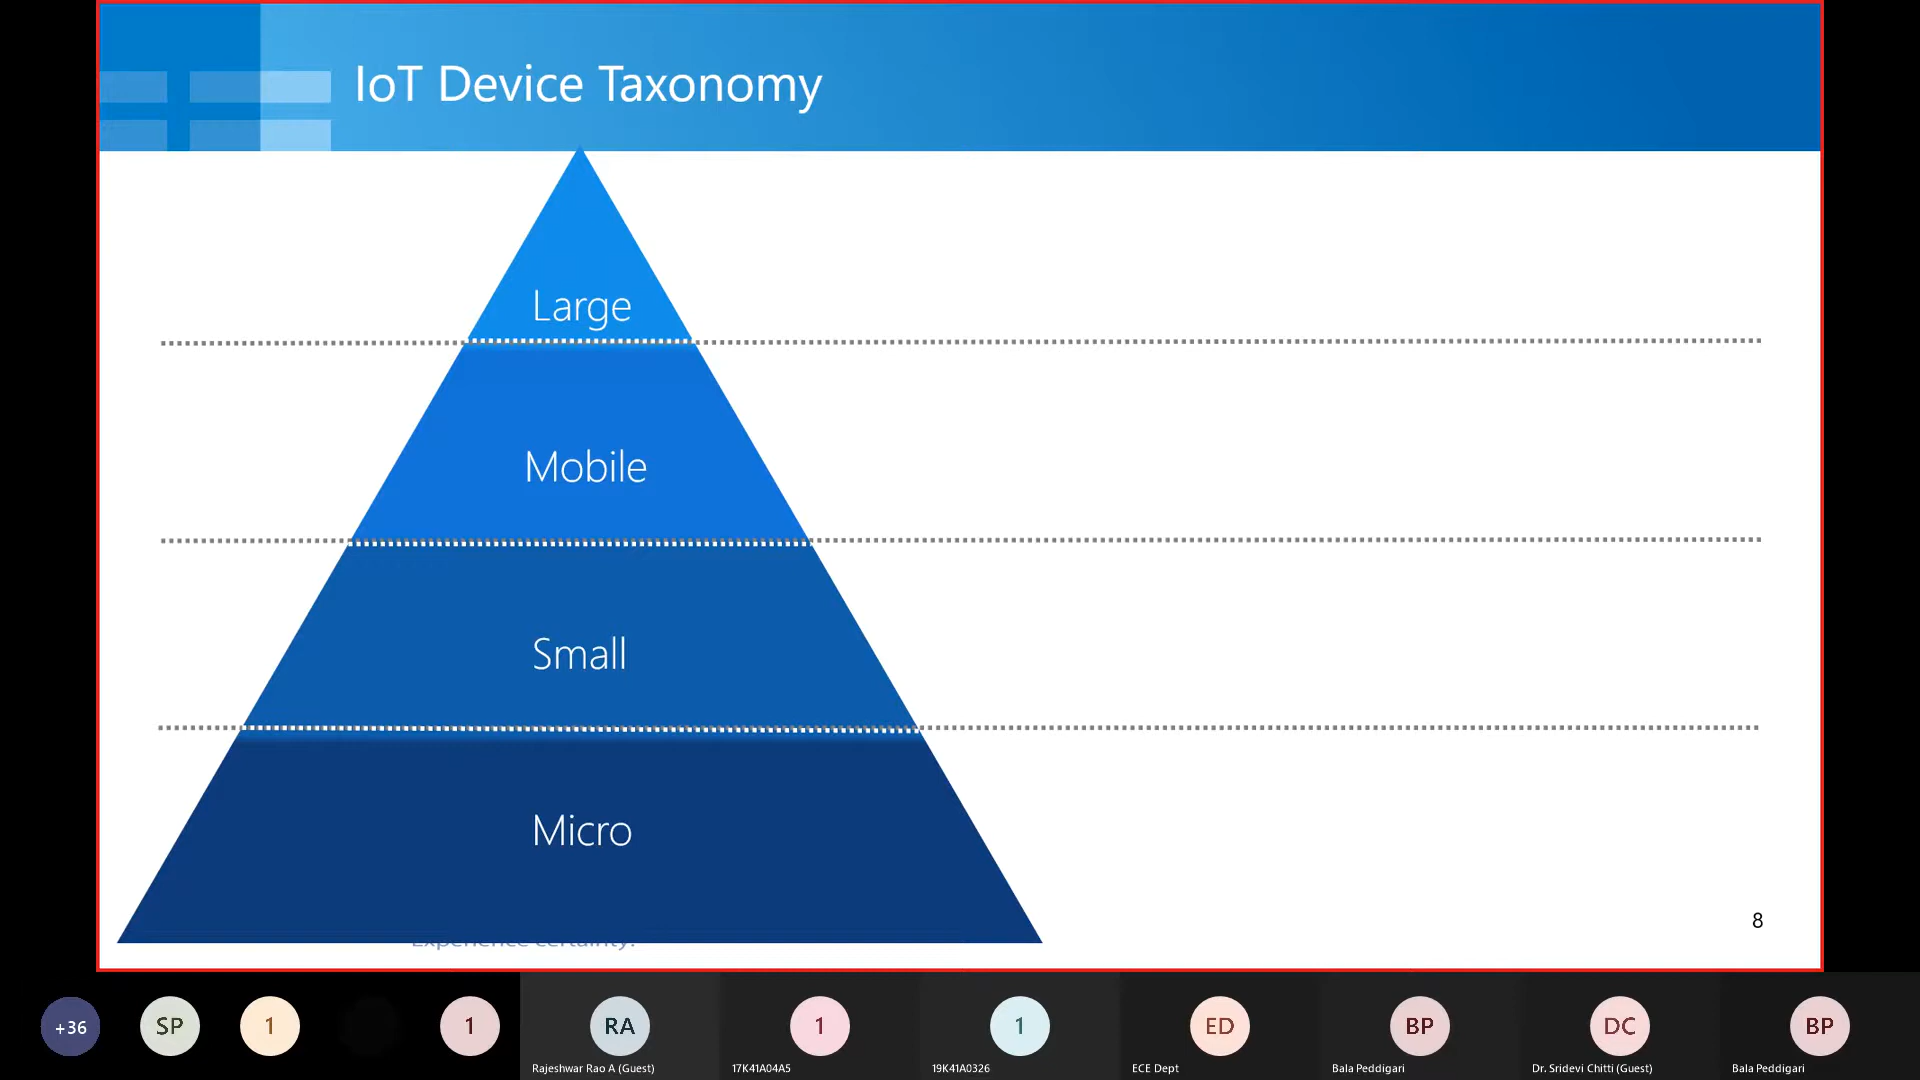 IoT Device Taxonomy
Large
Mobile
Small
Micro
Experience certainty.
8
+36
SP
1
1
RA
1
1
ED
BP
DC
BP
Rajeshwar Rao A (Guest)
17K41A04A5
19K41A0326
ECE Dept
Bala Peddigari
Dr. Sridevi Chitti (Guest)
Bala Peddigari